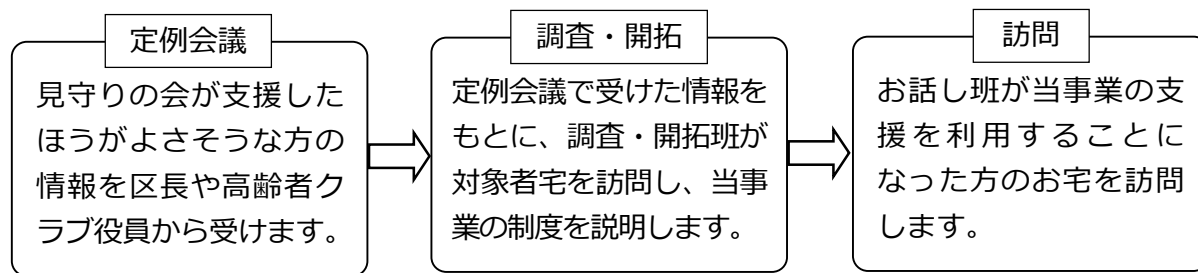 定例会議
見守りの会が支援した
ほうがよさそうな方の
情報を区長や高齢者ク
ラブ役員から受けます。
調査・開拓
定例会議で受けた情報を
もとに、調査・開拓班が
対象者宅を訪問し、当事
業の制度を説明します。
訪問
お話し班が当事業の支
援を利用することに
なった方のお宅を訪問
します。